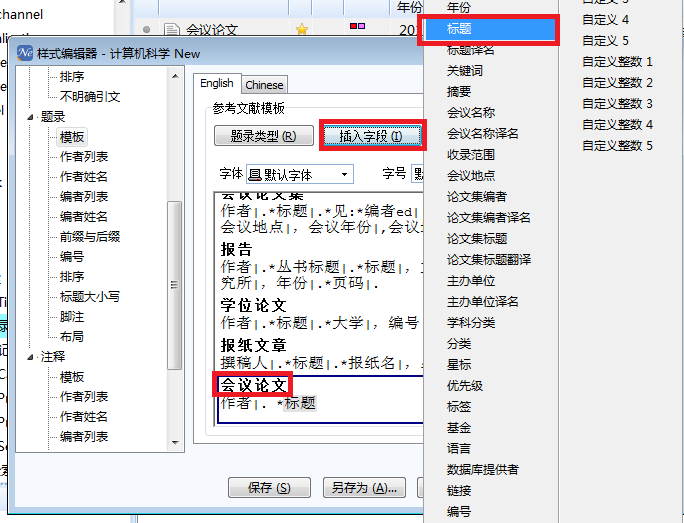 channel
年份
会议论文
样式编辑器 - 计算机科学 New
排序
不明确引文
题录
模板
作者列表
作者姓名
编者列表
编者姓名
前缀与后缀
编号
排序
标题大小写
脚注
布局
注释
模板
作者列表
作者姓名
编者列表
English
Chinese
参考文献模板
题录类型 (R)
插入字段 (I)
字体
默认字体
字号
会议论文集
作者|.*标题|.*见:*编者ed|
会议地点|, 会议年份|,会议
报告
作者|.*丛书标题|.*标题|,
究所|, 年份|.*页码|.
学位论文
作者|.*标题|.*大学|, 编号
报纸文章
撰稿人|.*标题|.*报纸名|,
会议论文
作者|. *标题
保存 (S)
另存为 (A)...
年份
标题
标题译名
关键词
摘要
会议名称
会议名称译名
收录范围
会议地点
论文集编者
论文集编者译名
论文集标题
论文集标题翻译
主办单位
主办单位译名
学科分类
分类
星标
优先级
标签
基金
语言
数据库提供者
链接
编号
自定义 4
自定义 5
自定义整数 1
自定义整数 2
自定义整数 3
自定义整数 4
自定义整数 5